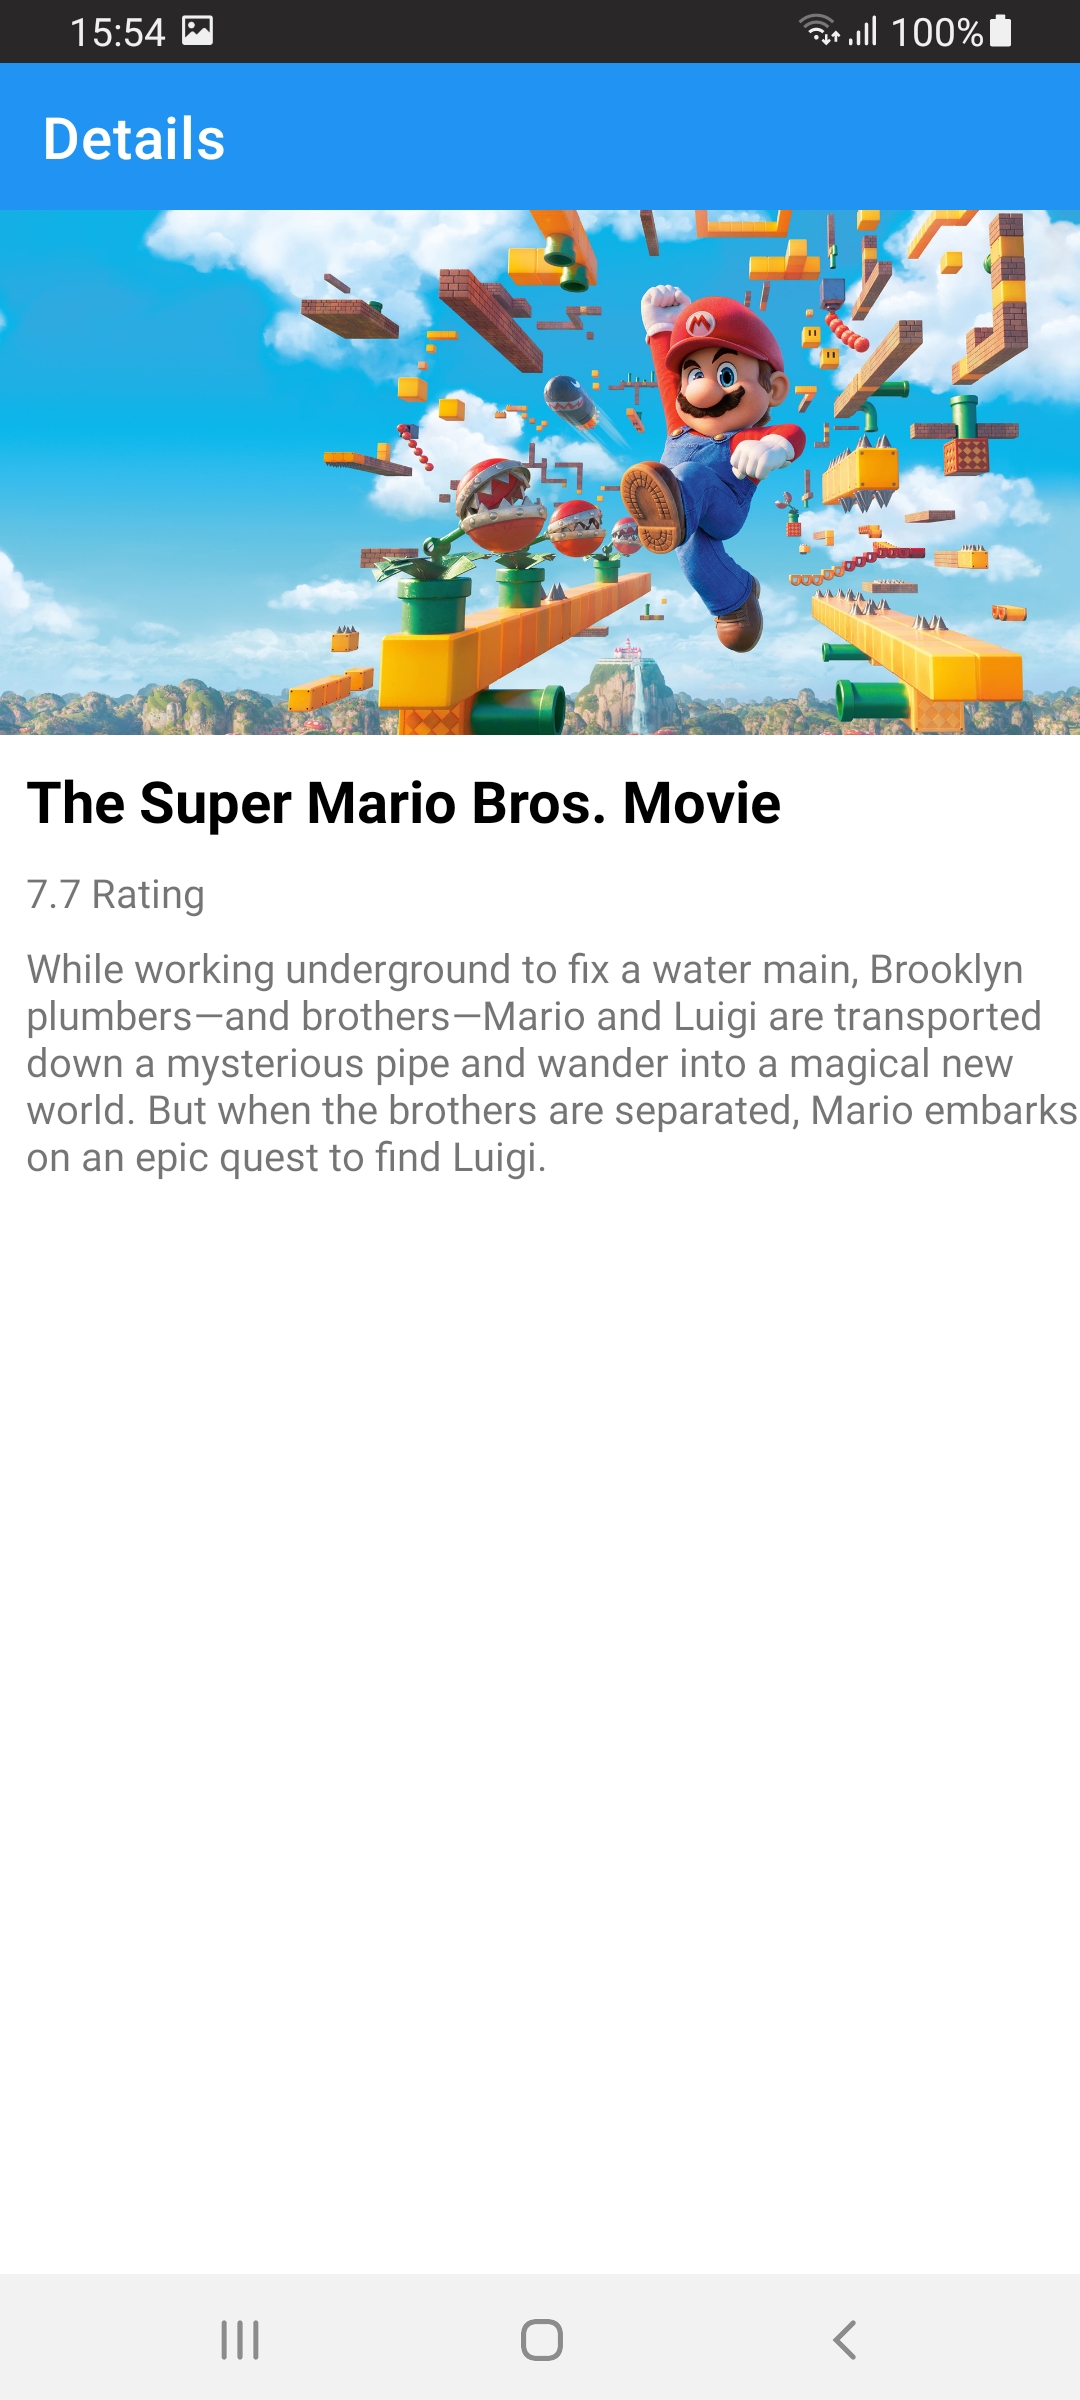 15:54 100%
Details
The Super Mario Bros. Movie
7.7 Rating
While working underground to fix a water main, Brooklyn
plumbers—and brothers—Mario and Luigi are transported
down a mysterious pipe and wander into a magical new
world. But when the brothers are separated, Mario embarks
on an epic quest to find Luigi.